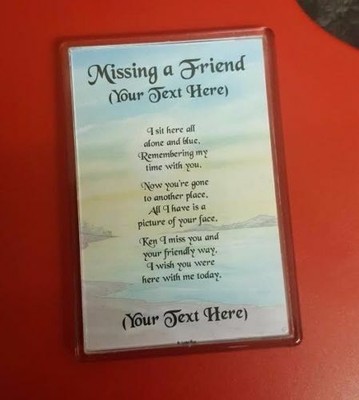 Missing a Friend
(Your Text Here)
I sit here all
alone and blue,
Remembering my
time with you.
Now you're gone
to another place,
All I have is a
picture of your face.
Ken I miss you and
your friendly way,
I wish you were
here with me today.
(Your Text Here)